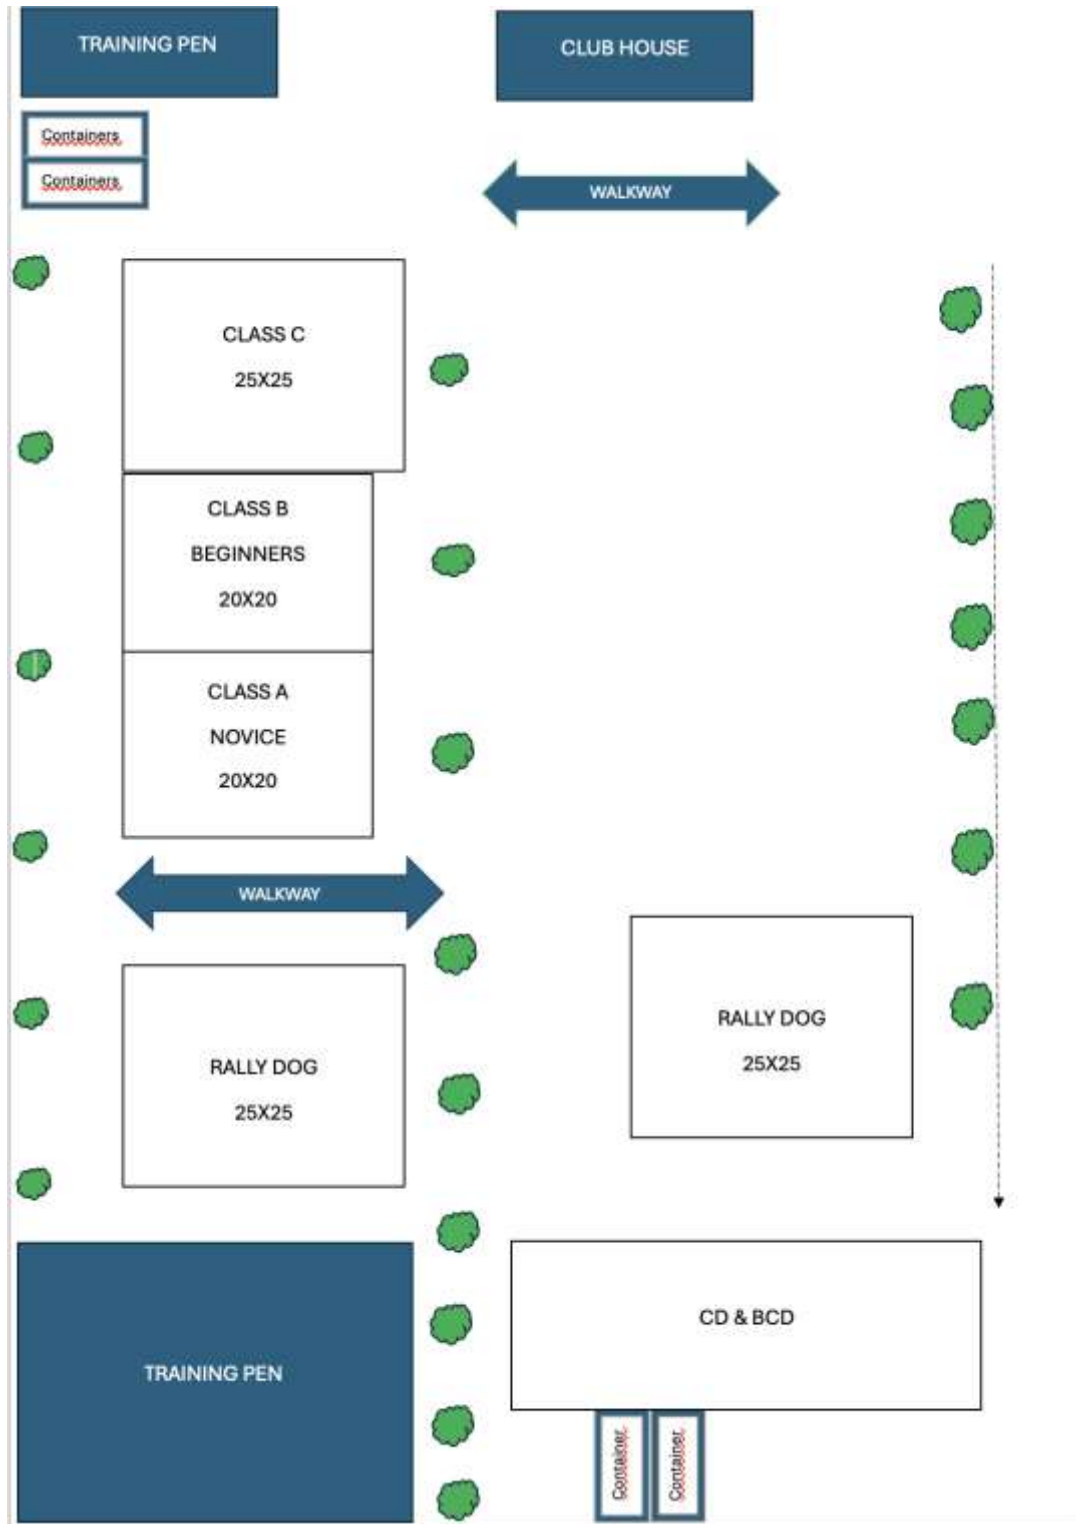 TRAINING PEN
CLUB HOUSE
Containers
Containers
WALKWAY
CLASS C
25X25
CLASS B
BEGINNERS
20X20
CLASS A
NOVICE
20X20
WALKWAY
RALLY DOG
25X25
RALLY DOG
25X25
TRAINING PEN
CD & BCD
Container
Container